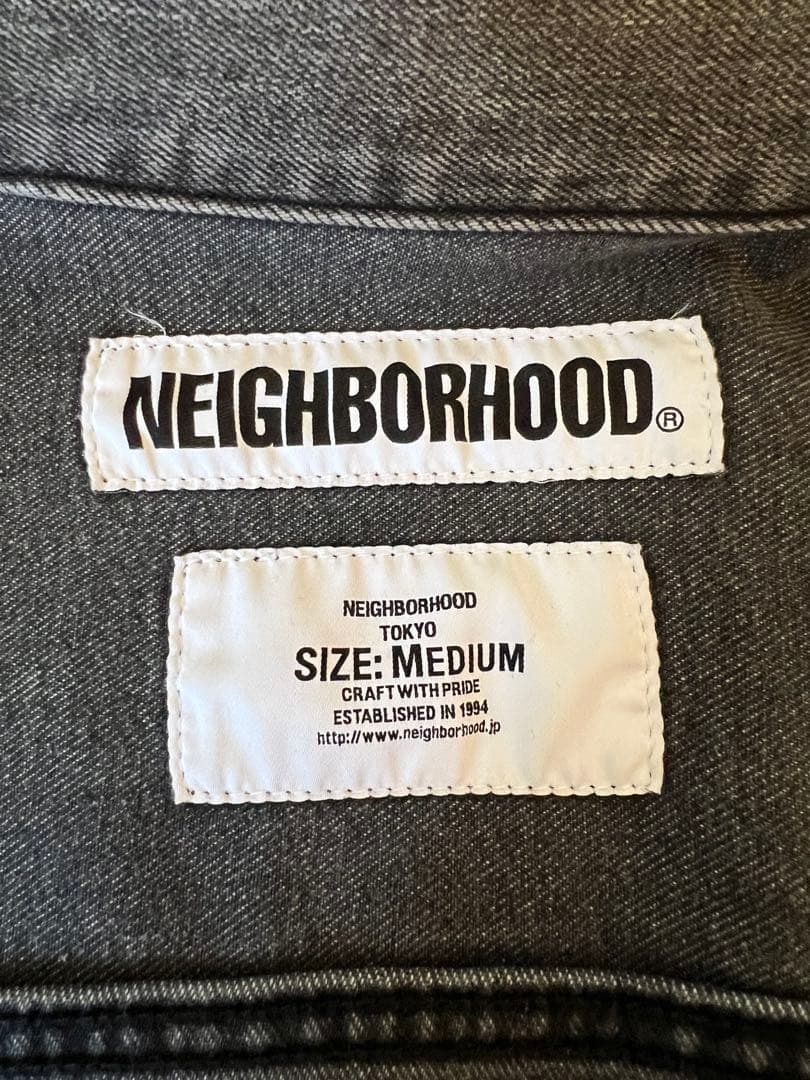 NEIGHBORHOOD®
NEIGHBORHOOD
TOKYO
SIZE: MEDIUM
CRAFT WITH PRIDE
ESTABLISHED IN 1994
http://www.neighborhood.jp